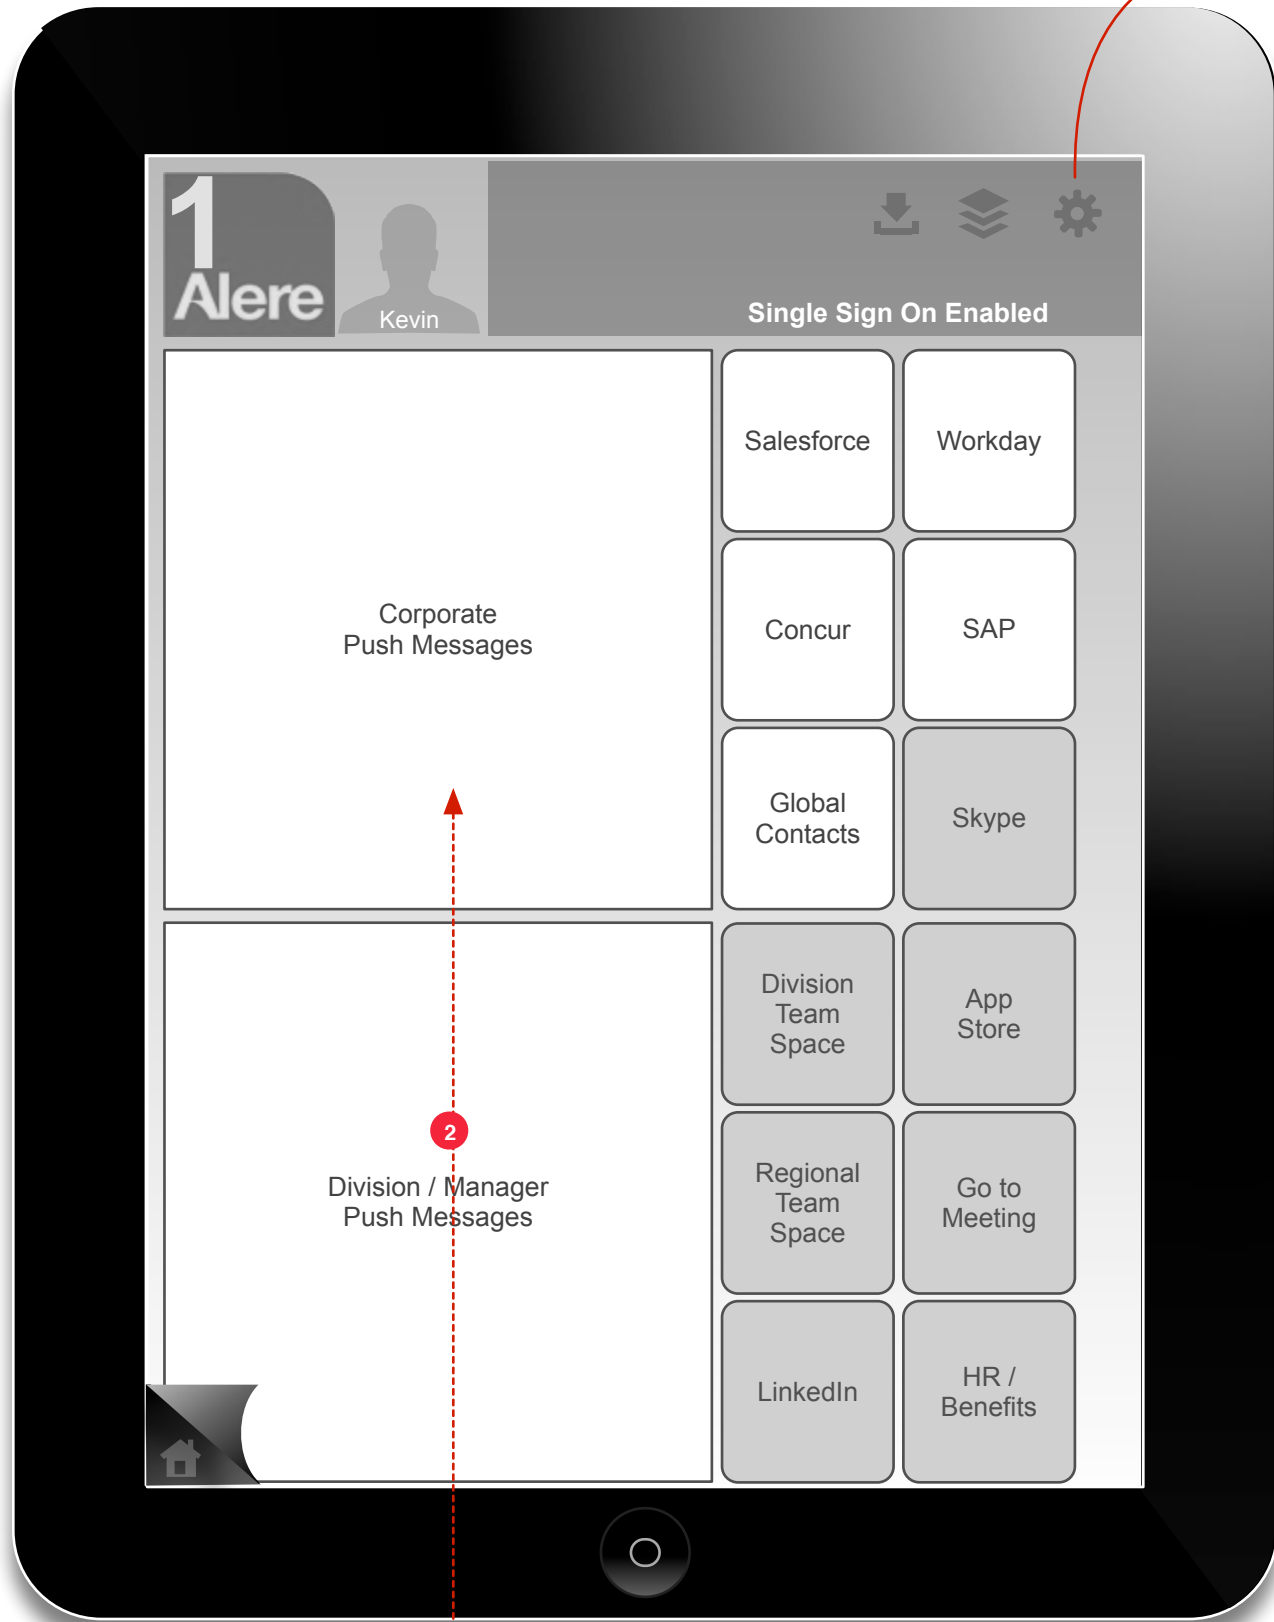 1
Alere
Kevin
Single Sign On Enabled
Corporate
Push Messages
Salesforce
Workday
Concur
SAP
Global
Contacts
Skype
2
Division / Manager
Push Messages
Division
Team
Space
App
Store
Regional
Team
Space
Go to
Meeting
LinkedIn
HR /
Benefits